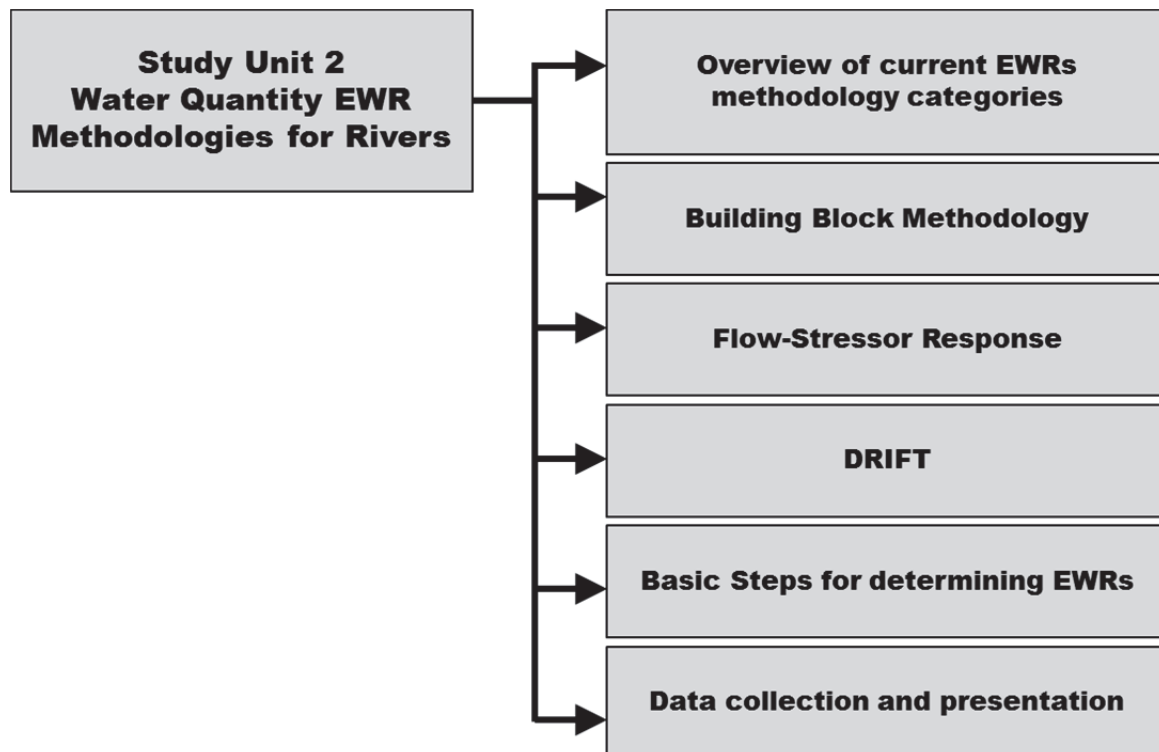 Study Unit 2
Water Quantity EWR
Methodologies for Rivers
Overview of current EWRs
methodology categories
Building Block Methodology
Flow-Stressor Response
DRIFT
Basic Steps for determining EWRs
Data collection and presentation